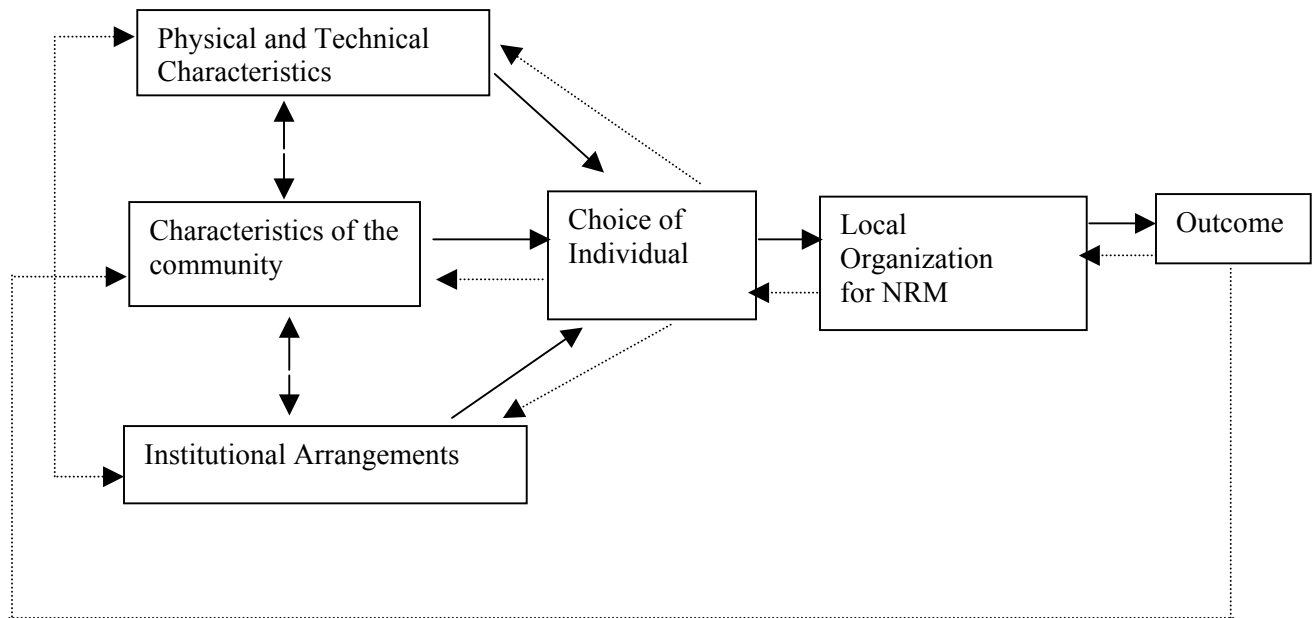 Physical and Technical
Characteristics
Characteristics of the
community
Choice of
Individual
Local
Organization
for NRM
Outcome
Institutional Arrangements